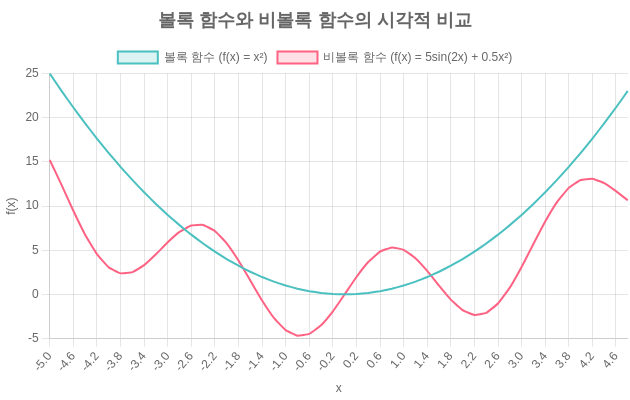 볼록 함수와 비볼록 함수의 시각적 비교
볼록 함수 (f(x) = x²) 비볼록 함수 (f(x) = 5sin(2x) + 0.5x²)
25
20
15
10
5
0
-5
f(x)
-5.0 -4.6 -4.2 -3.8 -3.4 -3.0 -2.6 -2.2 -1.8 -1.4 -1.0 -0.6 -0.2 0.2 0.6 1.0 1.4 1.8 2.2 2.6 3.0 3.4 3.8 4.2 4.6
x